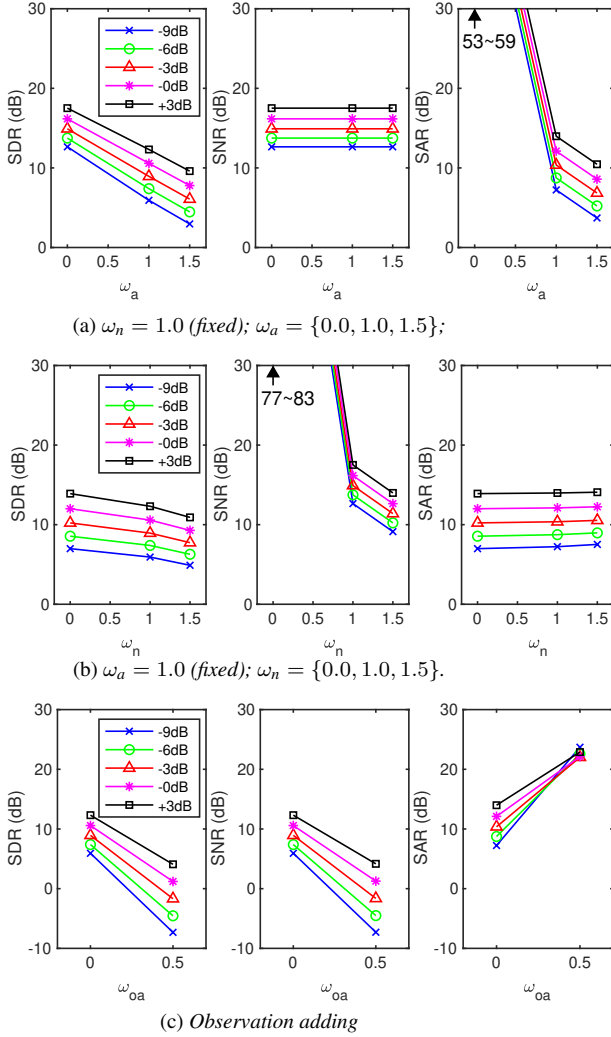 30
20
10
0
SDR (dB)
-9dB
-6dB
-3dB
-0dB
+3dB
0 0.5 1 1.5
ωa
30
20
10
0
SNR (dB)
0 0.5 1 1.5
ωa
30
20
10
0
SAR (dB)
53~59
0 0.5 1 1.5
ωa
(a) ωn = 1.0 (fixed); ωa = {0.0, 1.0, 1.5};
30
20
10
0
SDR (dB)
-9dB
-6dB
-3dB
-0dB
+3dB
0 0.5 1 1.5
ωn
30
20
10
0
SNR (dB)
77~83
0 0.5 1 1.5
ωn
30
20
10
0
SAR (dB)
0 0.5 1 1.5
ωn
(b) ωa = 1.0 (fixed); ωn = {0.0, 1.0, 1.5}.
30
20
10
0
-10
SDR (dB)
-9dB
-6dB
-3dB
-0dB
+3dB
0 0.5
ωoa
30
20
10
0
-10
SNR (dB)
0 0.5
ωoa
30
20
10
0
-10
SAR (dB)
0 0.5
ωoa
(c) Observation adding